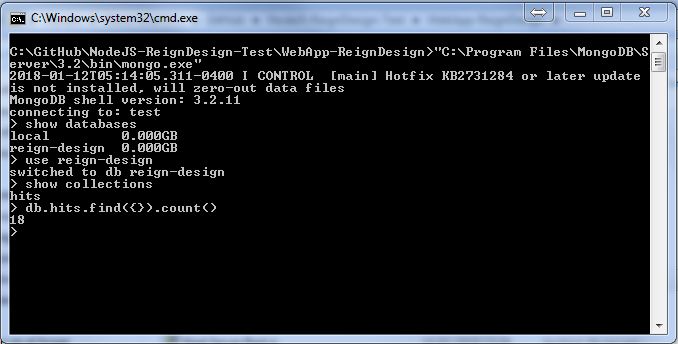 C:\Windows\system32\cmd.exe
C:\GitHub\NodeJS-ReignDesign-Test\WebApp-ReignDesign>"C:\Program Files\MongoDB\S
erver\3.2\bin\mongo.exe"
2018-01-12T05:14:05.311-0400 I CONTROL  [main] Hotfix KB2731284 or later update
is not installed, will zero-out data files
MongoDB shell version: 3.2.11
connecting to: test
> show databases
local         0.000GB
reign-design  0.000GB
> use reign-design
switched to db reign-design
> show collections
hits
> db.hits.find({}).count()
18
>